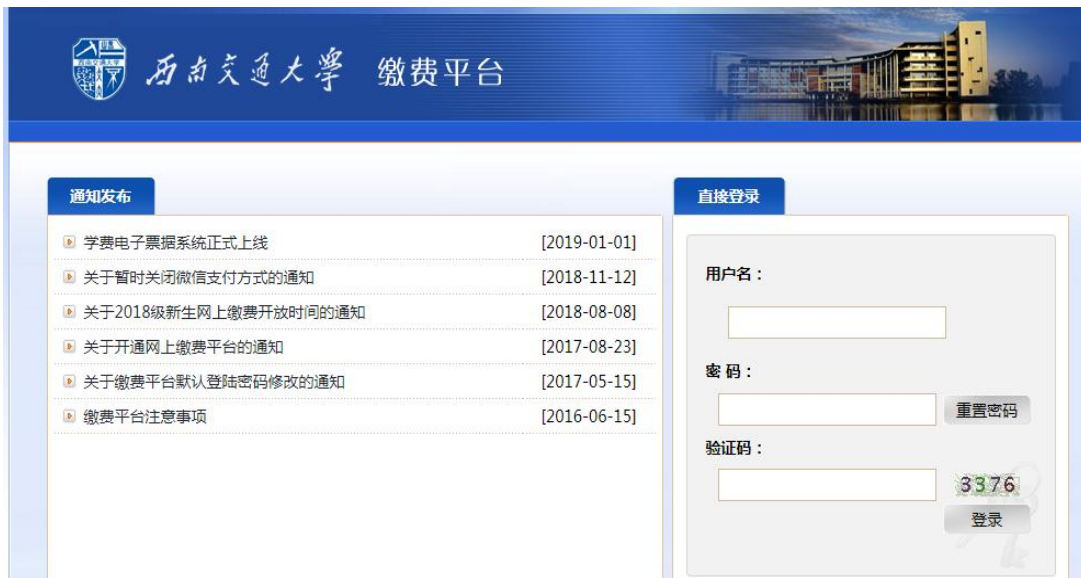 西南交通大学 缴费平台
通知发布
学费电子票据系统正式上线 [2019-01-01]
关于暂时关闭微信支付方式的通知 [2018-11-12]
关于2018级新生网上缴费开放时间的通知 [2018-08-08]
关于开通网上缴费平台的通知 [2017-08-23]
关于缴费平台默认登陆密码修改的通知 [2017-05-15]
缴费平台注意事项 [2016-06-15]
直接登录
用户名：
密 码：
重置密码
验证码：
3376
登录